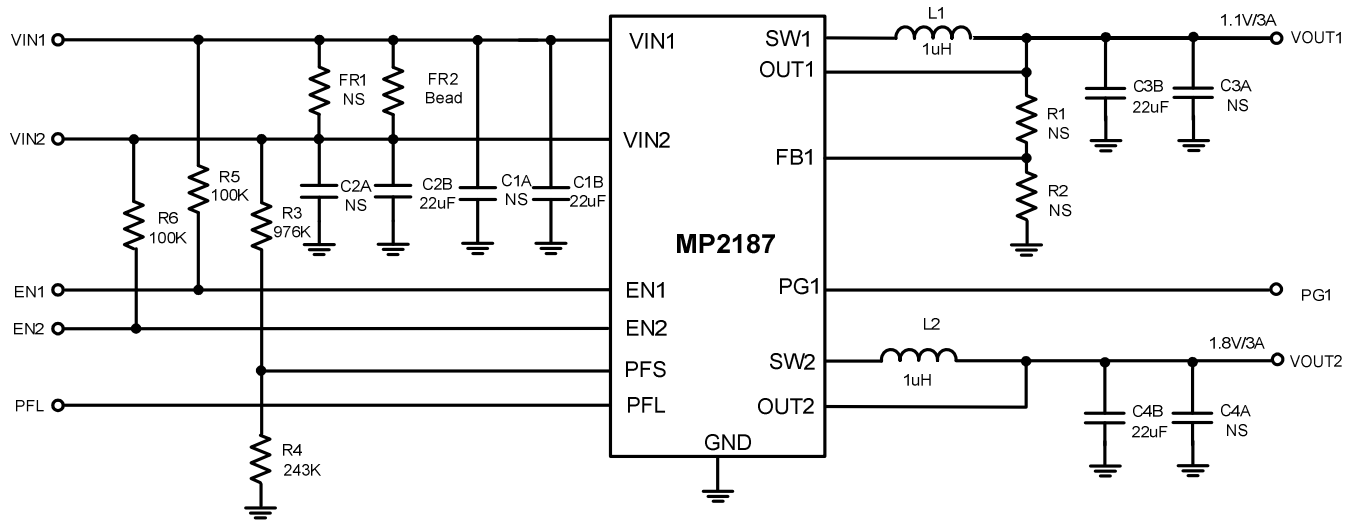 VIN1
VIN2
EN1
EN2
PFL
FR1
NS
FR2
Bead
R5
100K
R6
100K
R3
976K
C2A
NS
C2B
22uF
C1A
NS
C1B
22uF
R4
243K
VIN1
VIN2
EN1
EN2
PFS
PFL
MP2187
GND
SW1
OUT1
FB1
PG1
SW2
OUT2
L1
1uH
1.1V/3A
VOUT1
R1
NS
R2
NS
C3B
22uF
C3A
NS
PG1
L2
1uH
1.8V/3A
VOUT2
C4B
22uF
C4A
NS